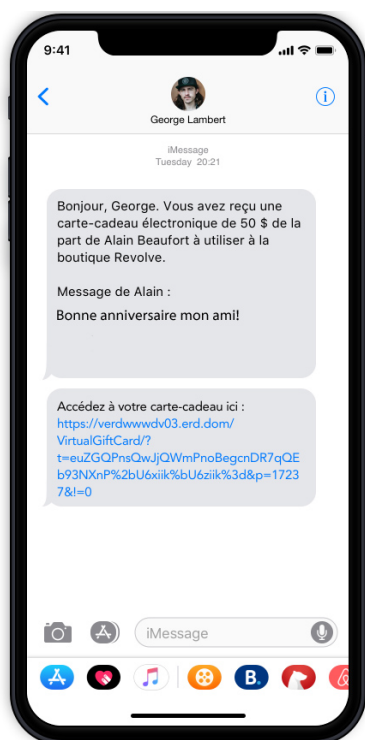 9:41
George Lambert
iMessage
Tuesday 20:21
Bonjour, George. Vous avez reçu une
carte-cadeau électronique de 50 $ de la
part de Alain Beaufort à utiliser à la
boutique Revolve.
Message de Alain :
Bonne anniversaire mon ami!
Accédez à votre carte-cadeau ici :
https://verdwwwdv03.erd.dom/
VirtualGiftCard/?
t=euZGQPnsQwJjQWmPnoBegcnDR7qQE
b93NXnP%2bU6xiik%bU6ziik%3d&p=1723
7&!=0
iMessage
B.